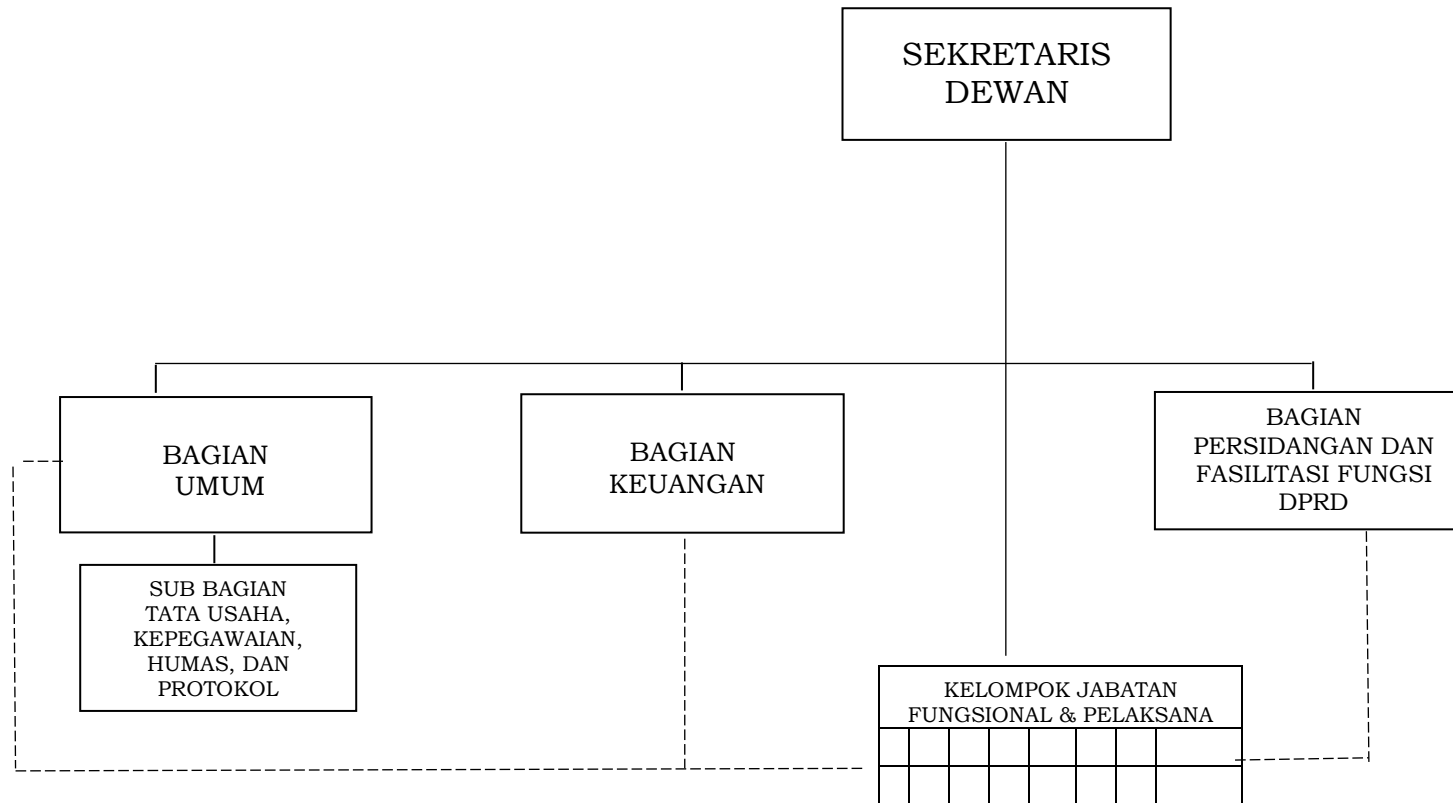 SEKRETARIS
DEWAN
BAGIAN
UMUM
BAGIAN
KEUANGAN
BAGIAN
PERSIDANGAN DAN
FASILITASI FUNGSI
DPRD
SUB BAGIAN
TATA USAHA,
KEPEGAWAIAN,
HUMAS, DAN
PROTOKOL
KELOMPOK JABATAN
FUNGSIONAL & PELAKSANA